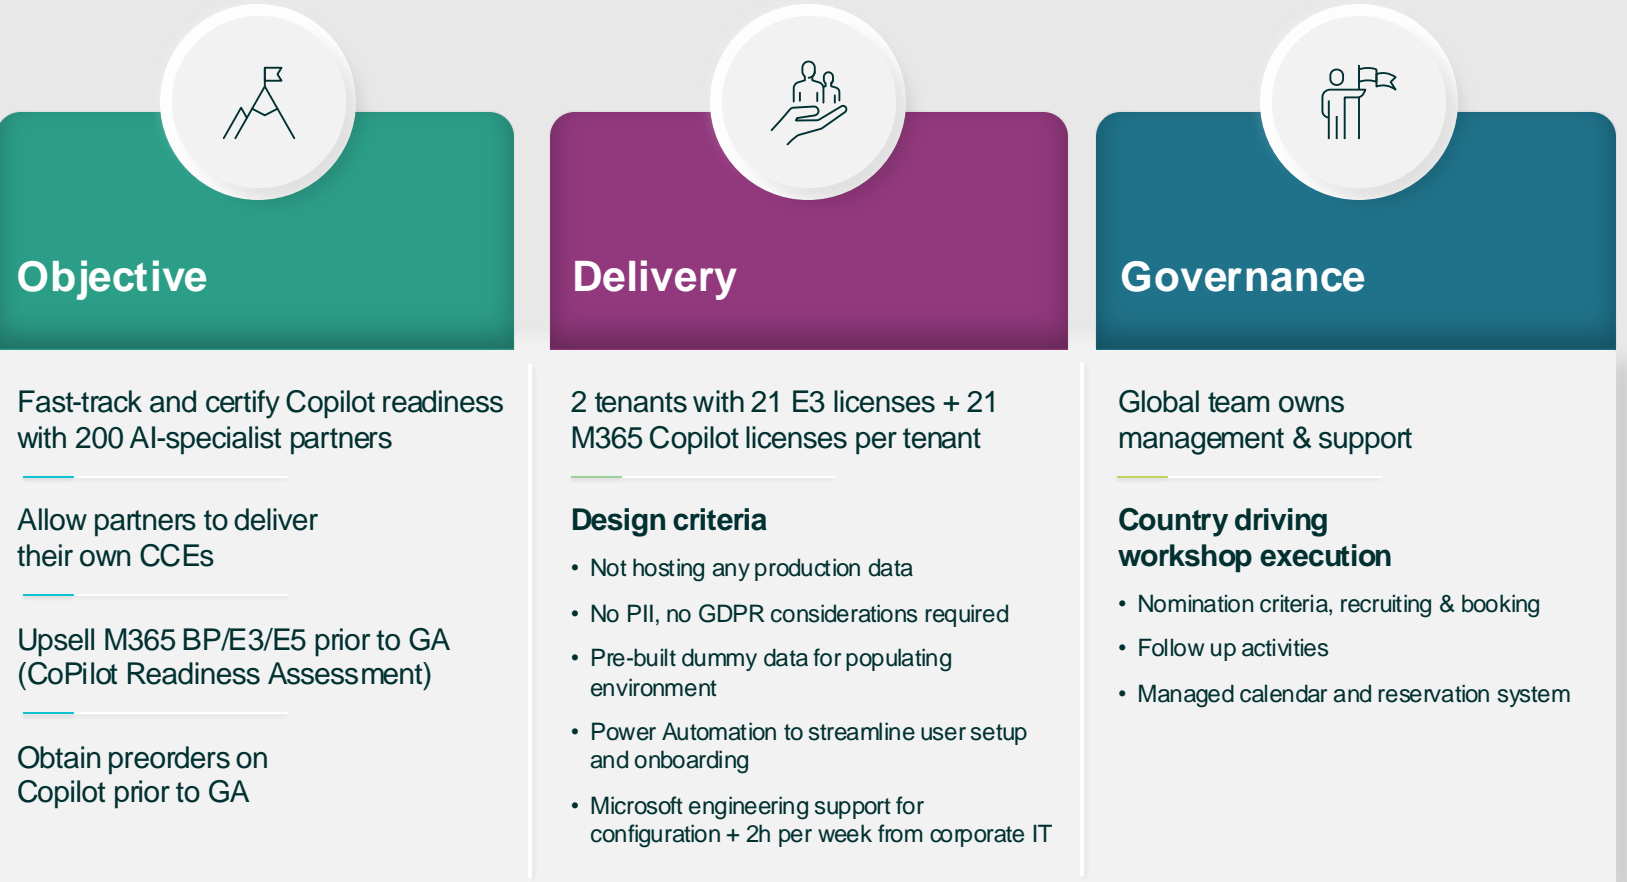 Objective
Fast-track and certify Copilot readiness
with 200 AI-specialist partners
Allow partners to deliver
their own CCEs
Upsell M365 BP/E3/E5 prior to GA
(CoPilot Readiness Assessment)
Obtain preorders on
Copilot prior to GA
Delivery
2 tenants with 21 E3 licenses + 21
M365 Copilot licenses per tenant
Design criteria
• Not hosting any production data
• No PII, no GDPR considerations required
• Pre-built dummy data for populating
environment
• Power Automation to streamline user setup
and onboarding
• Microsoft engineering support for
configuration + 2h per week from corporate IT
Governance
Global team owns
management & support
Country driving
workshop execution
• Nomination criteria, recruiting & booking
• Follow up activities
• Managed calendar and reservation system